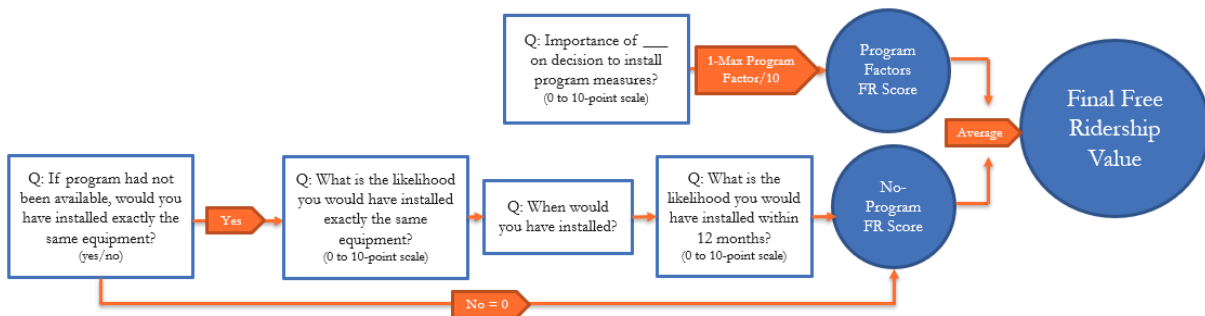 Q: Importance of ___
on decision to install
program measures?
(0 to 10-point scale)
1-Max Program
Factor/10
Program
Factors
FR Score
Final Free
Ridership
Value
Average
Q: If program had not
been available, would you
have installed exactly the
same equipment?
(yes/no)
Yes
Q: What is the likelihood
you would have installed
exactly the same
equipment?
(0 to 10-point scale)
Q: When would
you have installed?
Q: What is the
likelihood you would
have installed within
12 months?
(0 to 10-point scale)
No-
Program
FR Score
No = 0